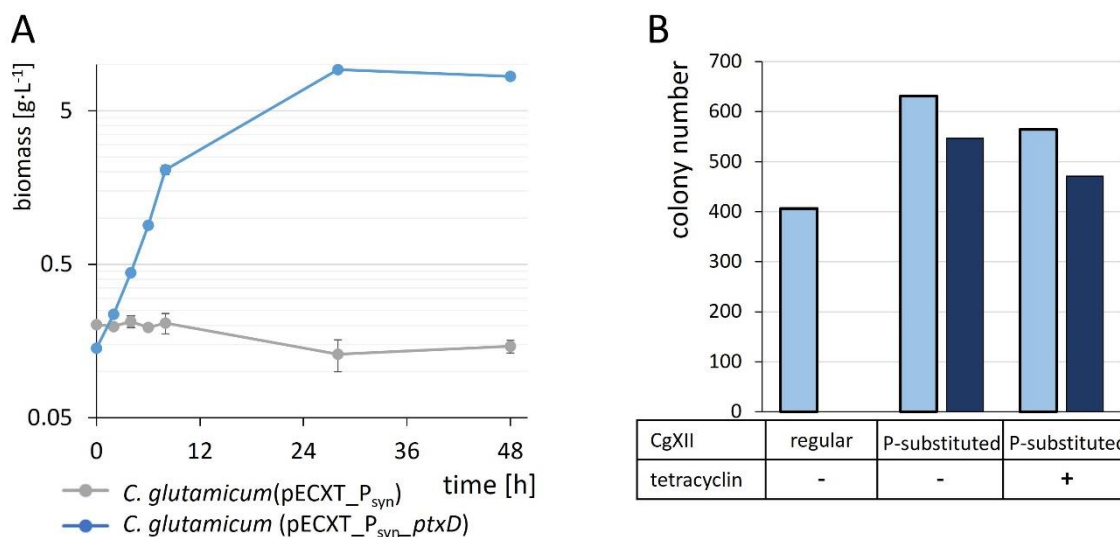 A
biomass [g·L⁻¹]
5
0.5
0.05
0
12
24
36
48
time [h]
C. glutamicum(pECXT_Psyn)
C. glutamicum (pECXT_Psyn_ptxD)
B
colony number
700
600
500
400
300
200
100
0
CgXII regular P-substituted P-substituted
tetracyclin - - +